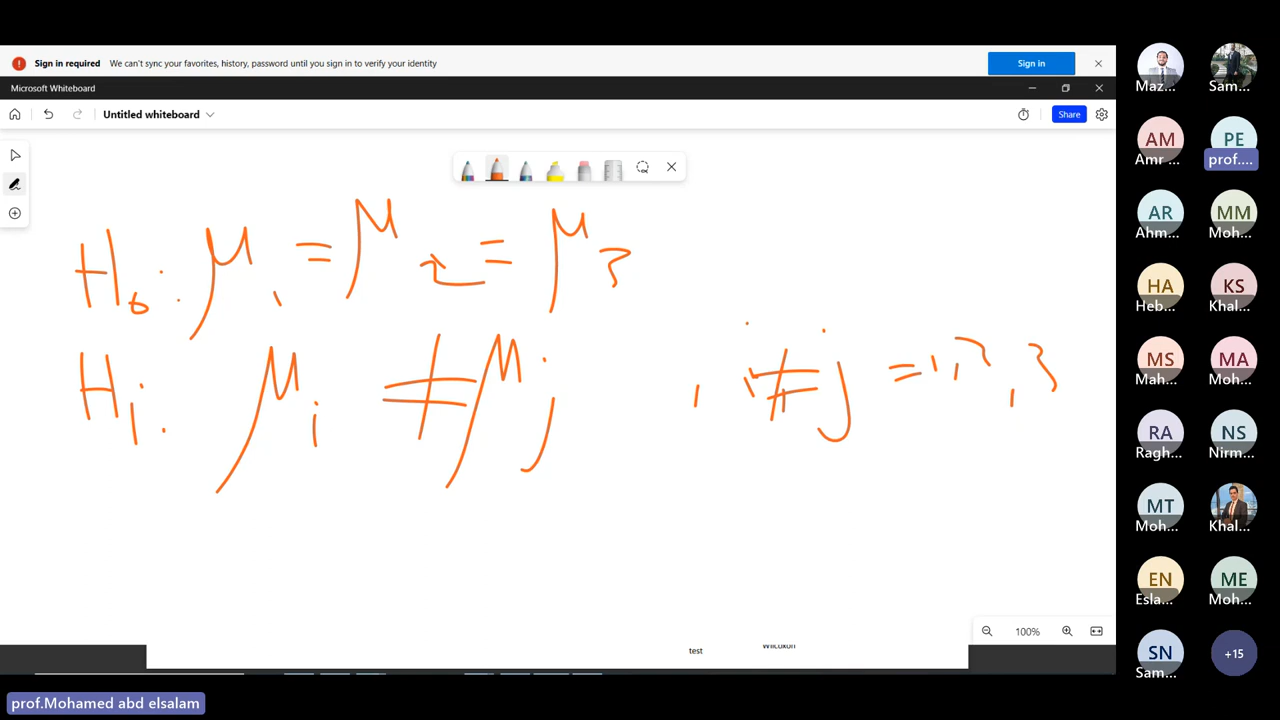 Sign in required We can't sync your favorites, history, password until you sign in to verify your identity Sign in
Microsoft Whiteboard
Untitled whiteboard Share
H₀: μ₁ = μ₂ = μ₃
H₁: μi ≠ μj , i ≠ j = 1, 2, 3
100%
test Wilcoxon
Maz... Sam...
AM PE
Amr ... prof....
AR MM
Ahm... Moh...
HA KS
Heb... Khal...
MS MA
Mah... Moh...
RA NS
Ragh... Nirm...
MT
Moh... Khal...
EN ME
Esla... Moh...
SN +15
Sam...
prof.Mohamed abd elsalam